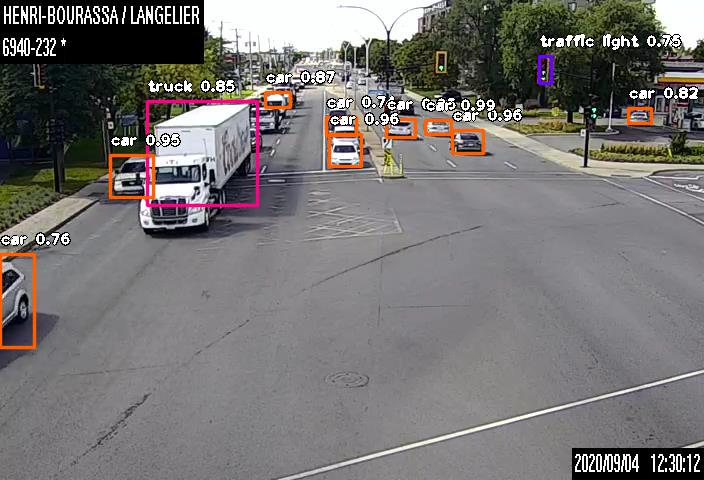 HENRI-BOURASSA / LANGELIER
6940-232 *
traffic light 0.75
truck 0.85
car 0.87
car 0.82
car 0.99
car 0.96
car 0.96
car 0.95
car 0.76
2020/09/04 12:30:12